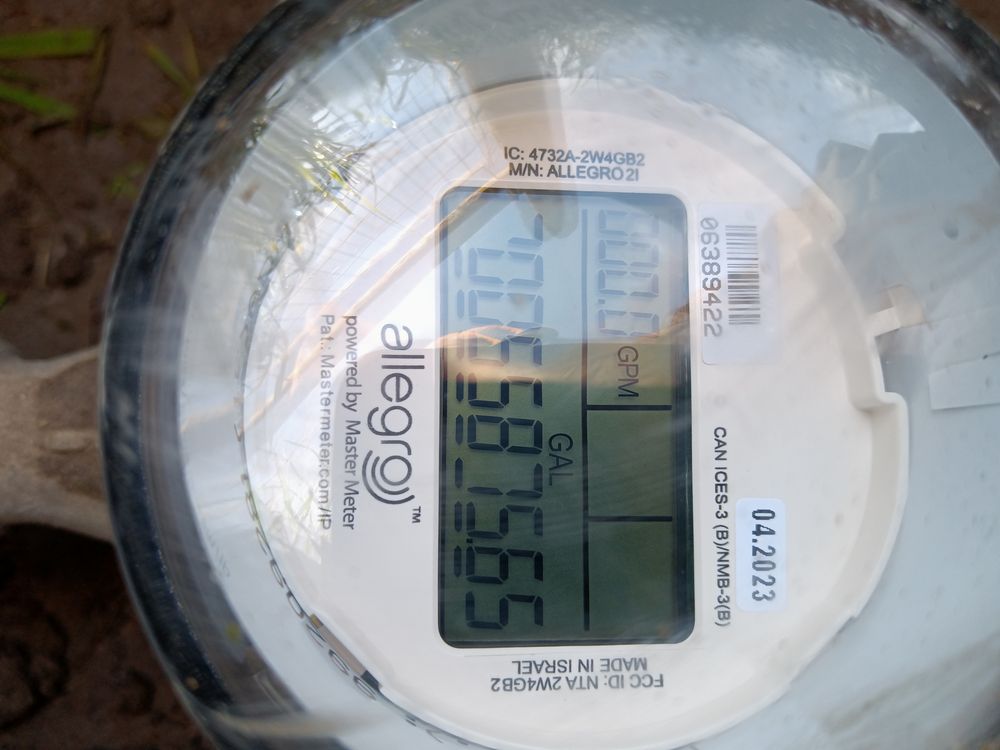 IC: 4732A-2W4GB2
M/N: ALLEGRO 2I
06389422
000.0 GPM
GAL
allegro ™
powered by Master Meter
Pat.: Mastermeter.com/IP
CAN ICES-3 (B)/NMB-3(B)
04.2023
FCC ID: NTA 2W4GB2
MADE IN ISRAEL